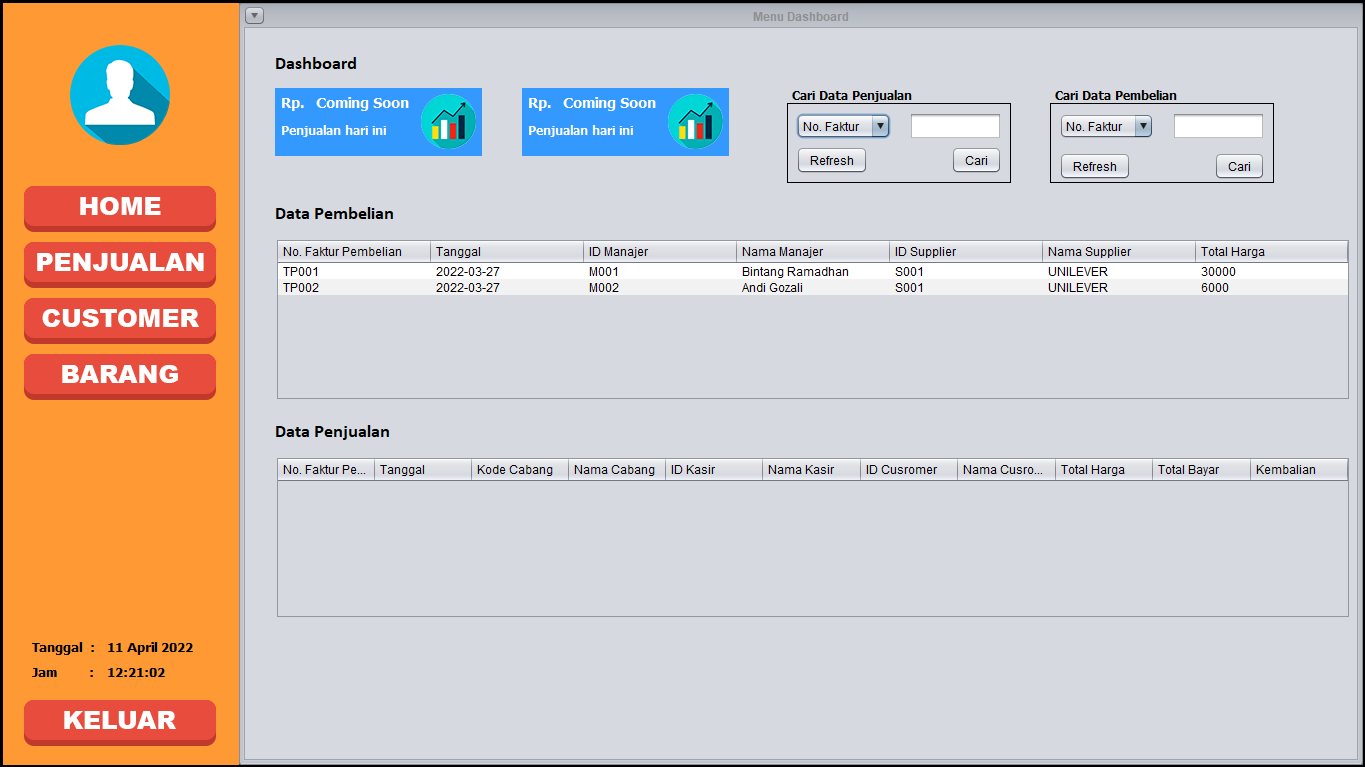 Menu Dashboard
HOME
PENJUALAN
CUSTOMER
BARANG
Tanggal : 11 April 2022
Jam : 12:21:02
KELUAR
Dashboard
Rp. Coming Soon
Penjualan hari ini
Rp. Coming Soon
Penjualan hari ini
Cari Data Penjualan
No. Faktur
Refresh Cari
Cari Data Pembelian
No. Faktur
Refresh Cari
Data Pembelian
No. Faktur Pembelian Tanggal ID Manajer Nama Manajer ID Supplier Nama Supplier Total Harga
TP001 2022-03-27 M001 Bintang Ramadhan S001 UNILEVER 30000
TP002 2022-03-27 M002 Andi Gozali S001 UNILEVER 6000
Data Penjualan
No. Faktur Pe... Tanggal Kode Cabang Nama Cabang ID Kasir Nama Kasir ID Cusromer Nama Cusro... Total Harga Total Bayar Kembalian